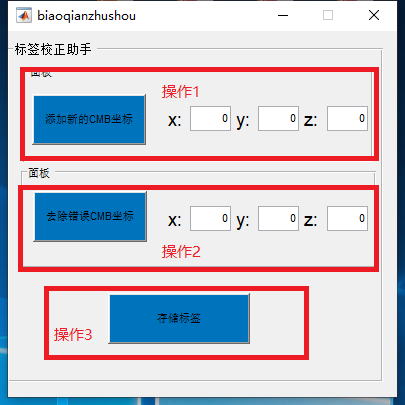 biaoqianzhushou
标签校正助手
面板
操作1
添加新的CMB坐标 x: 0 y: 0 z: 0
面板
去除错误CMB坐标 x: 0 y: 0 z: 0
操作2
存储标签
操作3